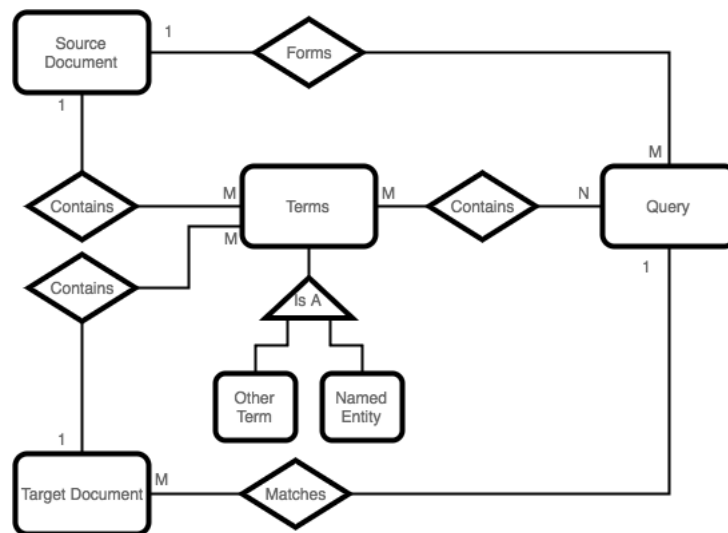 1
Source
Document
Forms
1
M
Contains
M
Terms
M
Contains
N
Query
M
Contains
1
Is A
Other
Term
Named
Entity
1
Target Document
M
Matches